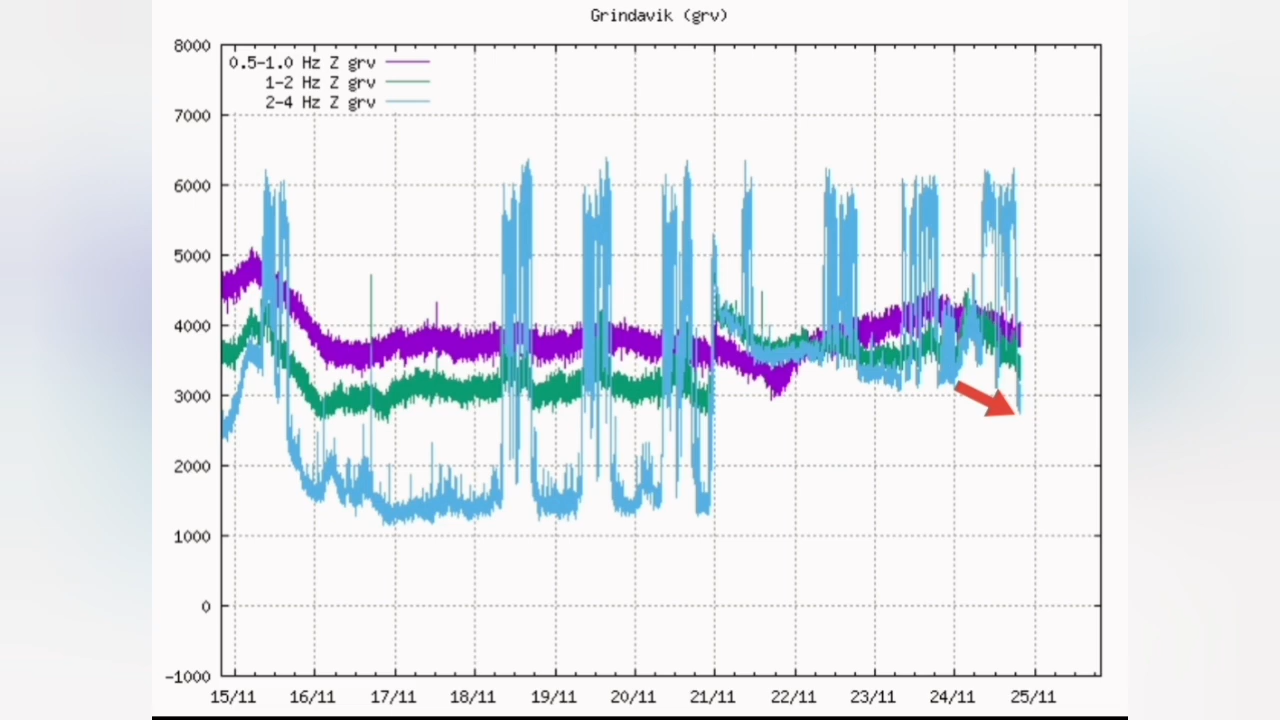 Grindavik (grv)
8000
0.5-1.0 Hz Z grv
1-2 Hz Z grv
2-4 Hz Z grv
7000
6000
5000
4000
3000
2000
1000
0
-1000
15/11 16/11 17/11 18/11 19/11 20/11 21/11 22/11 23/11 24/11 25/11